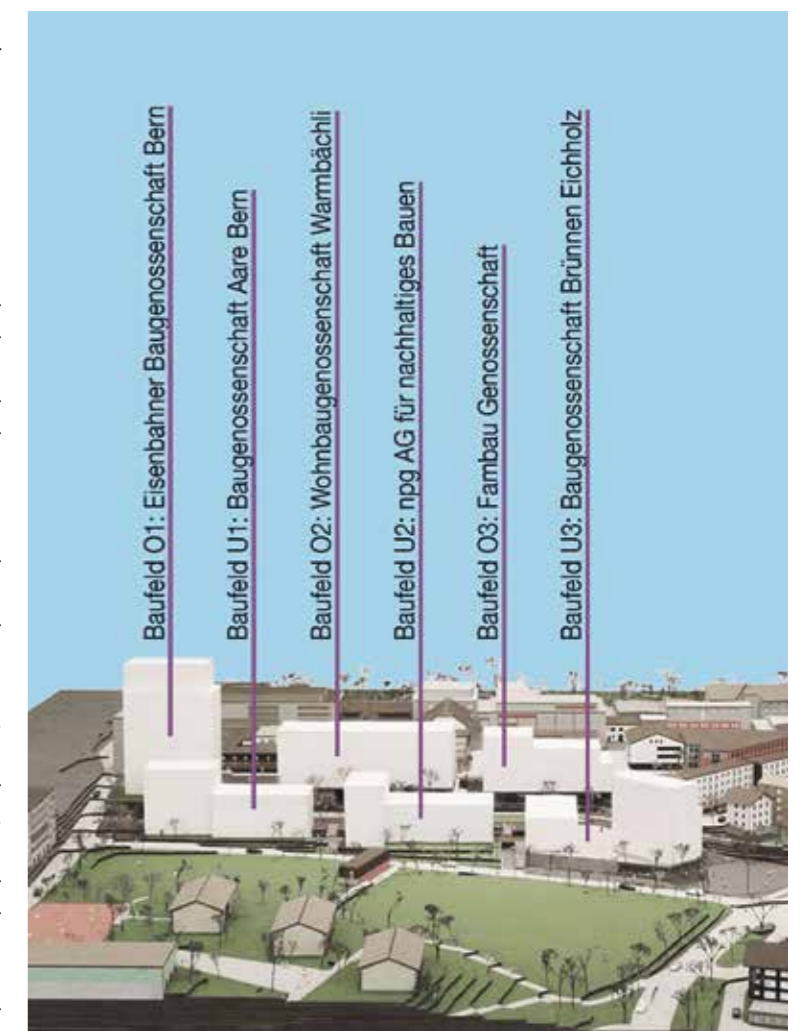 Baufeld O1: Eisenbahner Baugenossenschaft Bern
Baufeld U1: Baugenossenschaft Aare Bern
Baufeld O2: Wohnbaugenossenschaft Warmbächli
Baufeld U2: npg AG für nachhaltiges Bauen
Baufeld O3: Fambau Genossenschaft
Baufeld U3: Baugenossenschaft Brünnen Eichholz